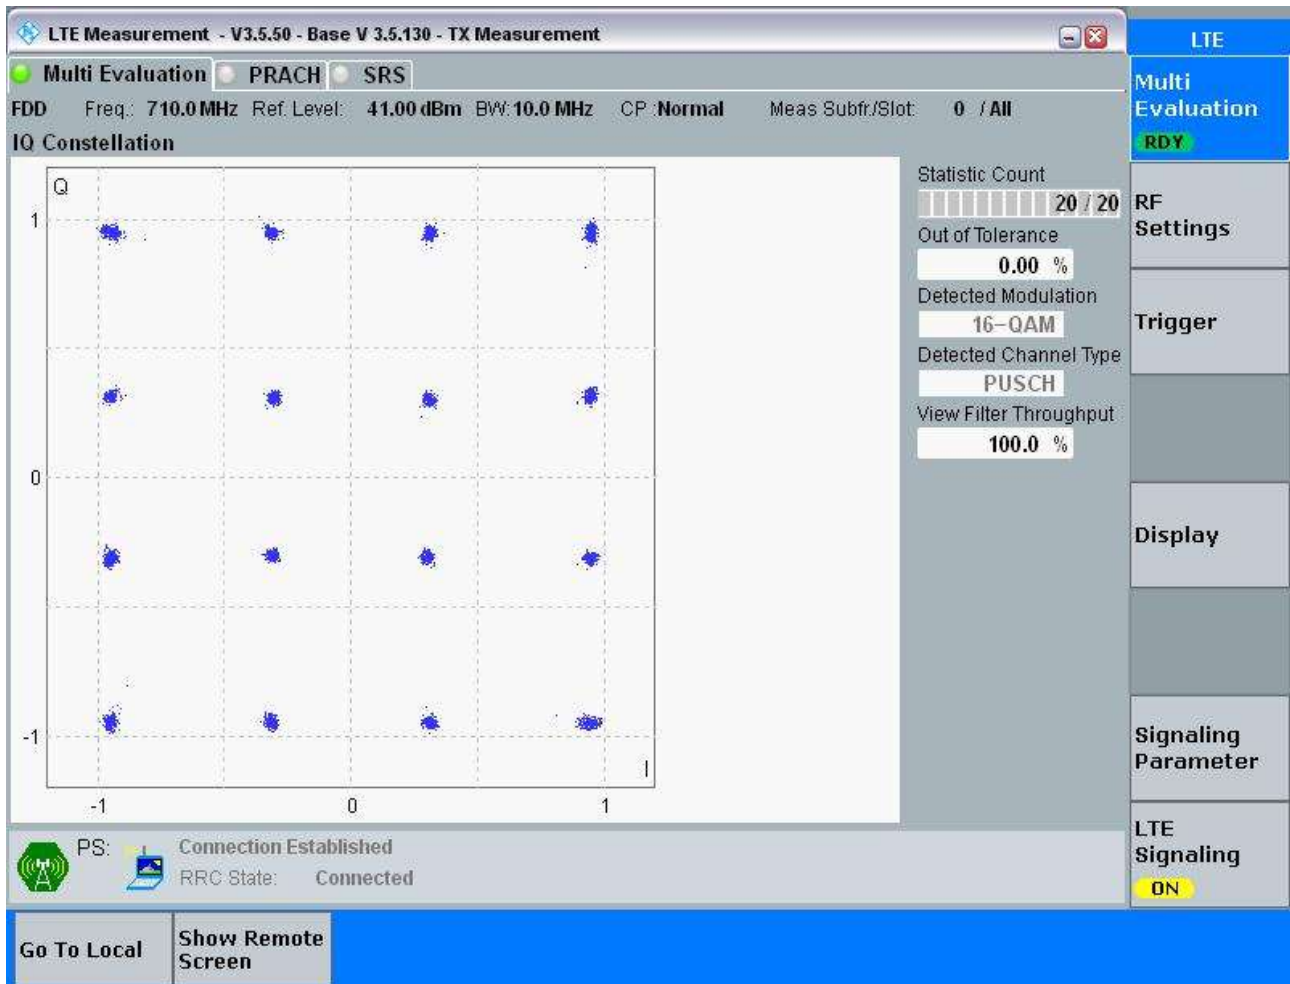 LTE Measurement - V3.5.50 - Base V 3.5.130 - TX Measurement
LTE
Multi Evaluation PRACH SRS
FDD Freq.: 710.0 MHz Ref. Level: 41.00 dBm BW: 10.0 MHz CP :Normal Meas Subfr./Slot: 0 / All
IQ Constellation
Q
1
0
-1
-1 0 1
I
Statistic Count
20 / 20
Out of Tolerance
0.00 %
Detected Modulation
16-QAM
Detected Channel Type
PUSCH
View Filter Throughput
100.0 %
Multi
Evaluation
RDY
RF
Settings
Trigger
Display
Signaling
Parameter
LTE
Signaling
ON
PS: Connection Established
RRC State: Connected
Go To Local
Show Remote
Screen